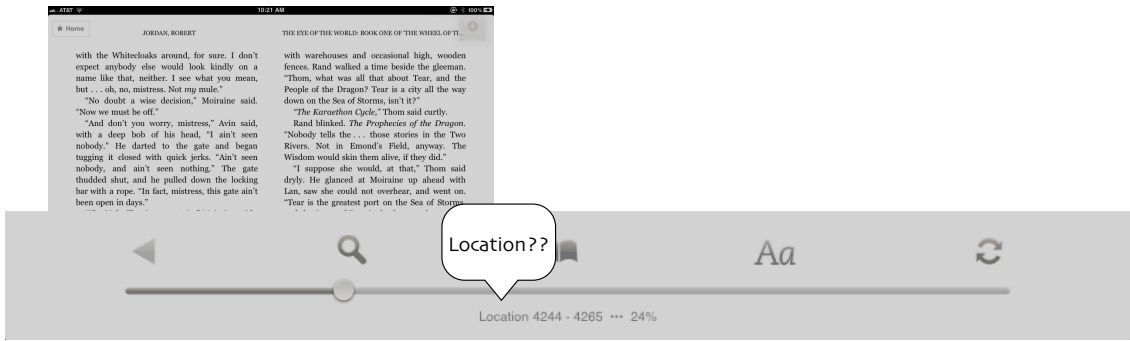 AT&T
10:21 AM
100%
Home
JORDAN, ROBERT
THE EYE OF THE WORLD: BOOK ONE OF THE WHEEL OF TI...
with the Whitecloaks around, for sure. I don't
expect anybody else would look kindly on a
name like that, neither. I see what you mean,
but . . . oh, no, mistress. Not my mule.”
“No doubt a wise decision,” Moiraine said.
“Now we must be off.”
“And don’t you worry, mistress,” Avin said,
with a deep bob of his head, “I ain’t seen
nobody.” He darted to the gate and began
tugging it closed with quick jerks. “Ain’t seen
nobody, and ain’t seen nothing.” The gate
thudded shut, and he pulled down the locking
bar with a rope. “In fact, mistress, this gate ain’t
been open in days.”
with warehouses and occasional high, wooden
fences. Rand walked a time beside the gleeman.
“Thom, what was all that about Tear, and the
People of the Dragon? Tear is a city all the way
down on the Sea of Storms, isn’t it?”
“The Karaethon Cycle,” Thom said curtly.
Rand blinked. The Prophecies of the Dragon.
“Nobody tells the . . . those stories in the Two
Rivers. Not in Emond’s Field, anyway. The
Wisdom would skin them alive, if they did.”
“I suppose she would, at that,” Thom said
dryly. He glanced at Moiraine up ahead with
Lan, saw she could not overhear, and went on.
“Tear is the greatest port on the Sea of Storms,
Location??
Aa
Location 4244 - 4265 ••• 24%